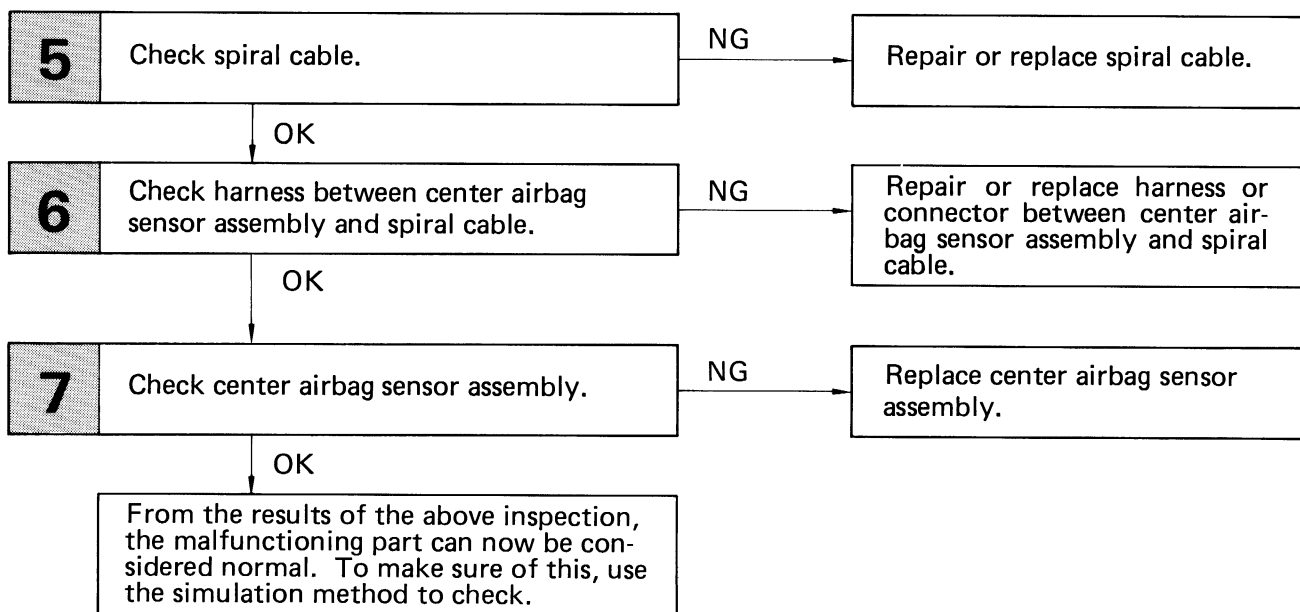 5
Check spiral cable.
NG
Repair or replace spiral cable.
OK
6
Check harness between center airbag
sensor assembly and spiral cable.
NG
Repair or replace harness or
connector between center air-
bag sensor assembly and spiral
cable.
OK
7
Check center airbag sensor assembly.
NG
Replace center airbag sensor
assembly.
OK
From the results of the above inspection,
the malfunctioning part can now be con-
sidered normal. To make sure of this, use
the simulation method to check.